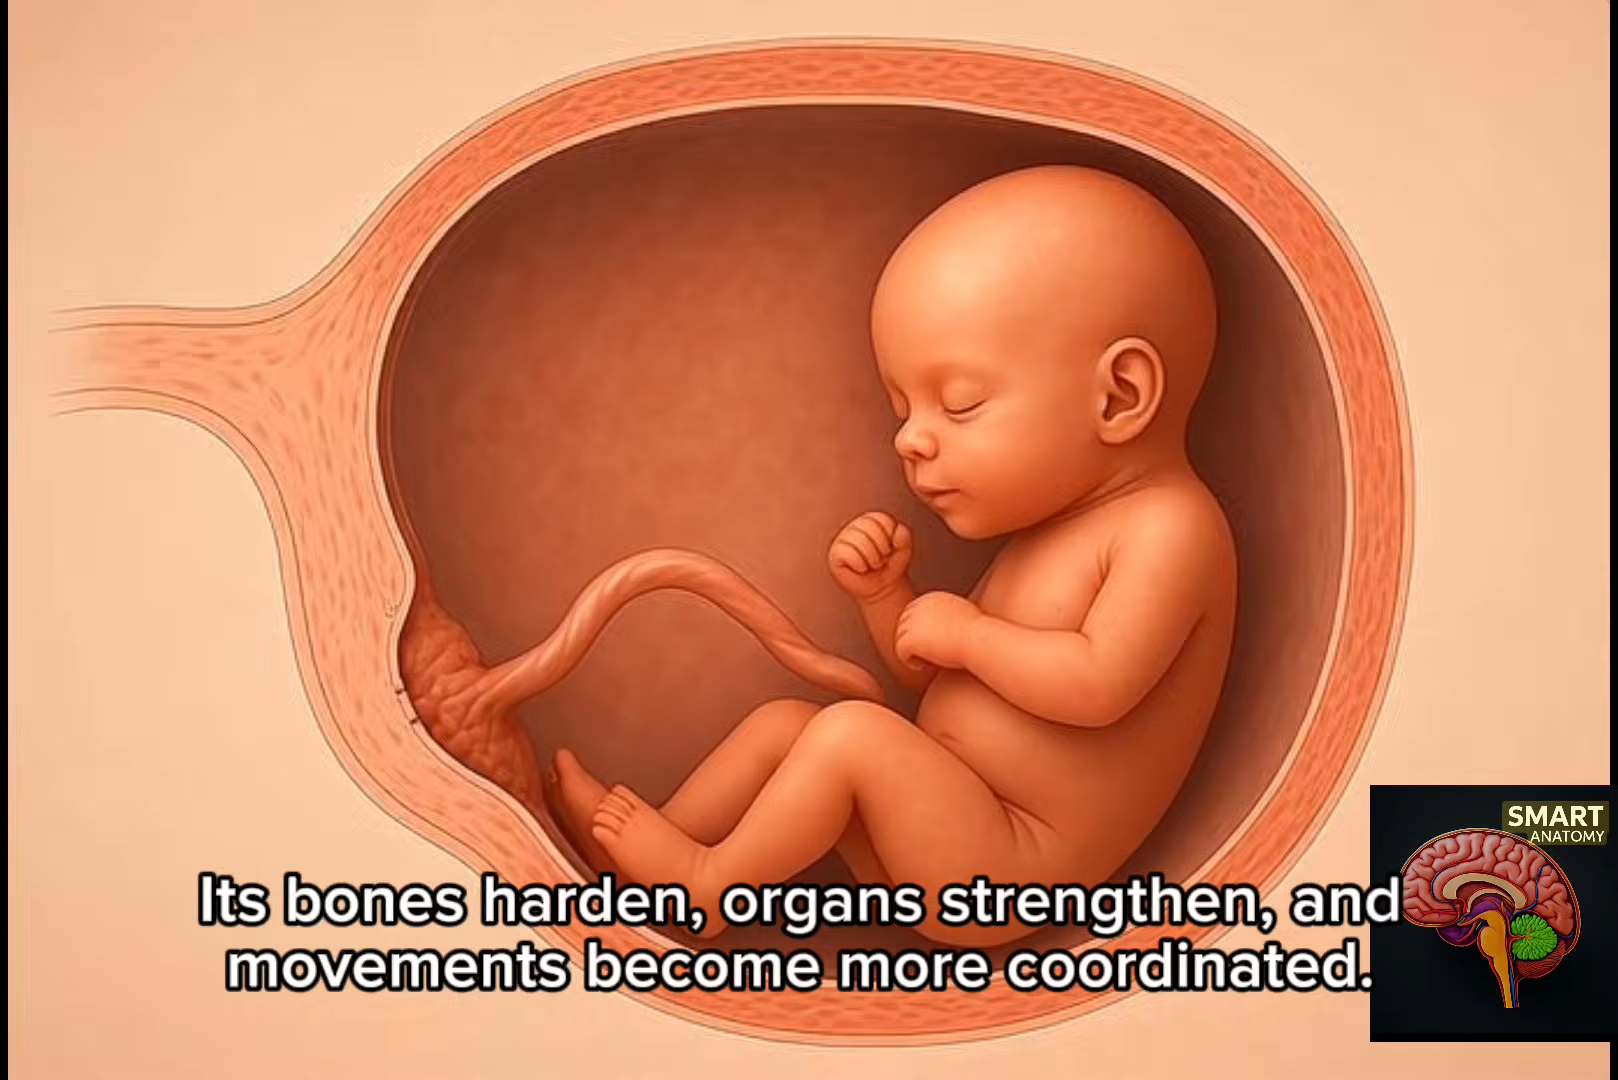 SMART
ANATOMY
Its bones harden, organs strengthen, and
movements become more coordinated.